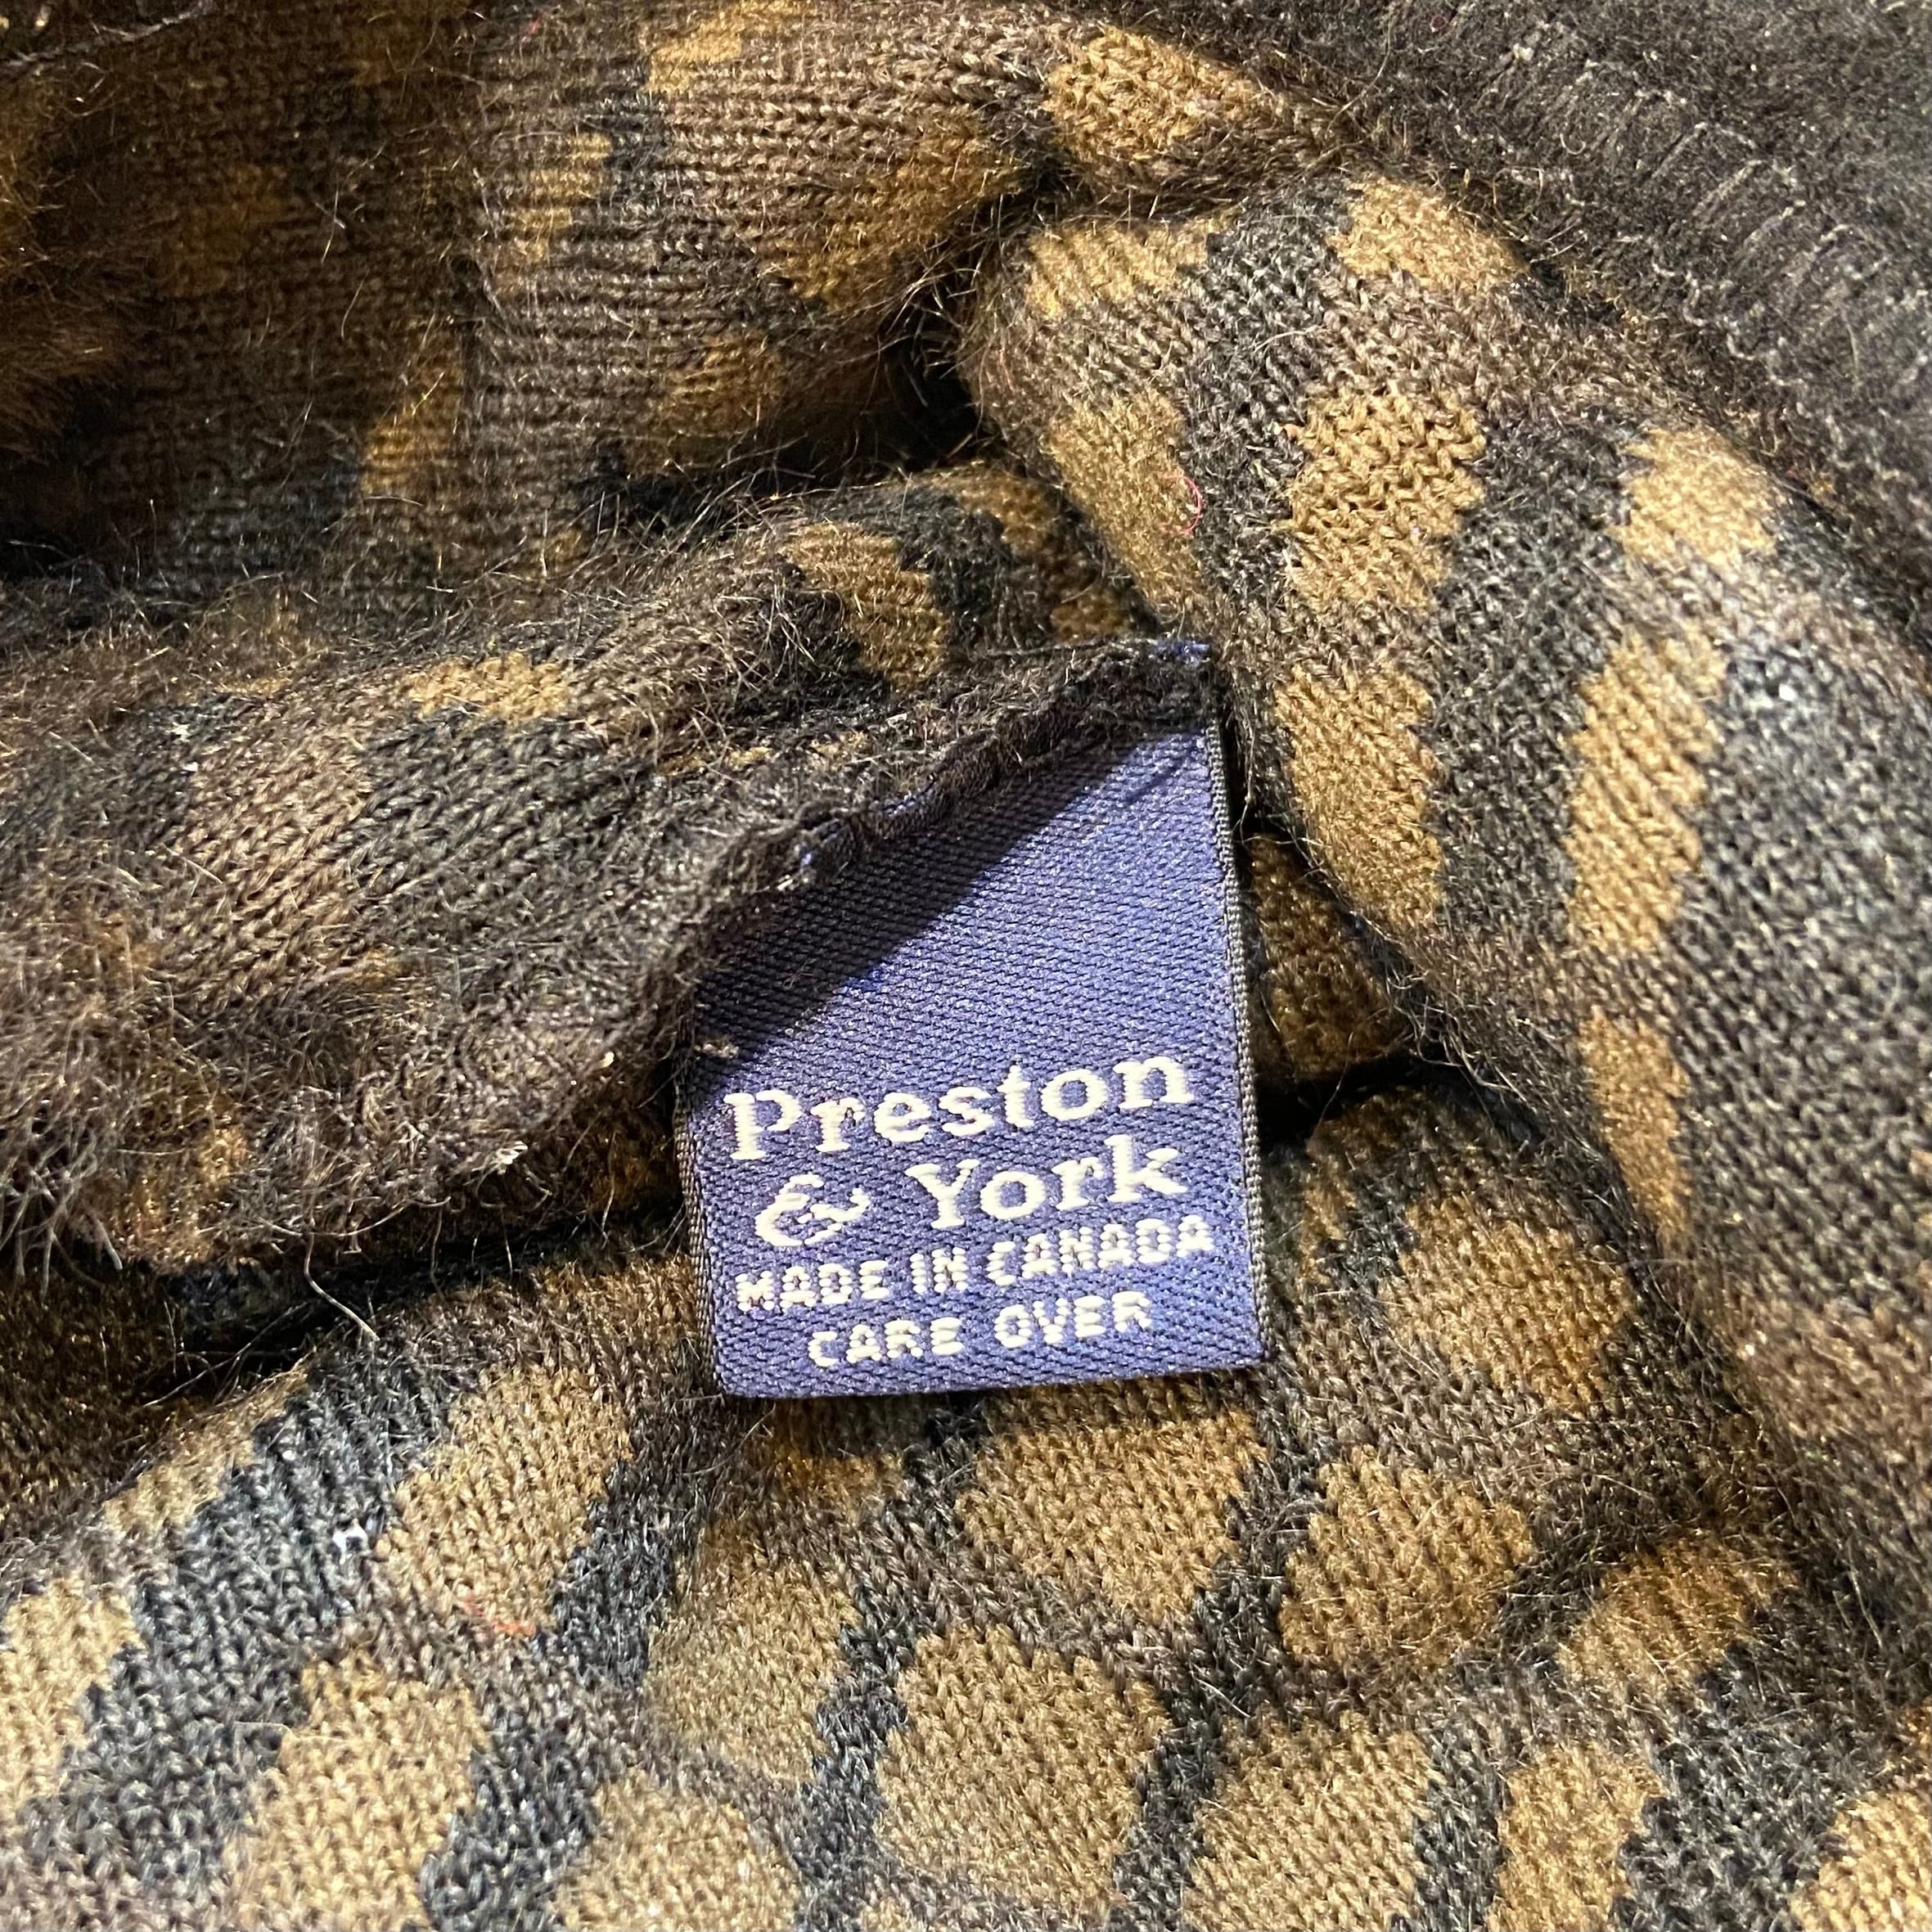 Preston
& York
MADE IN CANADA
CARE OVER